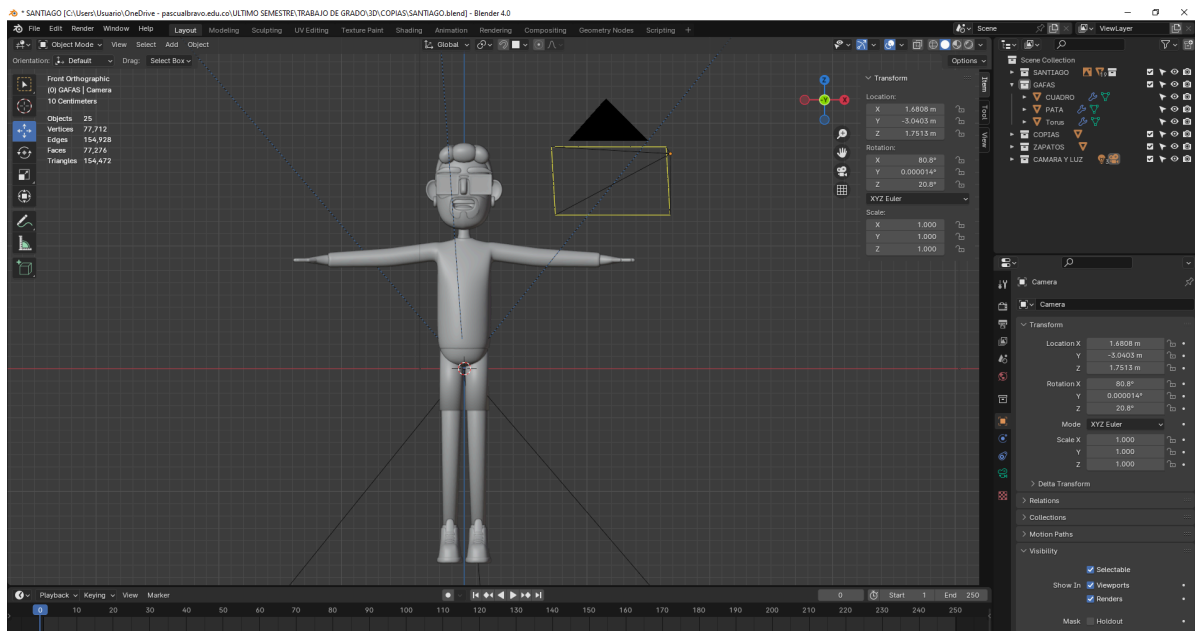 * SANTIAGO [C:\Users\Usuario\OneDrive - pascualbravo.edu.co\ULTIMO SEMESTRE\TRABAJO DE GRADO\3D\COPIAS\SANTIAGO.blend] - Blender 4.0
File Edit Render Window Help Layout Modeling Sculpting UV Editing Texture Paint Shading Animation Rendering Compositing Geometry Nodes Scripting + Scene ViewLayer
Object Mode View Select Add Object Global
Orientation: Default Drag: Select Box Options
Front Orthographic
(0) GAFAS | Camera
10 Centimeters
Objects 25
Vertices 77,712
Edges 154,928
Faces 77,276
Triangles 154,472
Y
X
Transform
Location:
X 1.6808 m
Y -3.0403 m
Z 1.7513 m
Rotation:
X 80.8°
Y 0.000014°
Z 20.8°
XYZ Euler
Scale:
X 1.000
Y 1.000
Z 1.000
Item
Tool
View
Scene Collection
SANTIAGO
GAFAS
CUADRO
PATA
Torus
COPIAS
ZAPATOS
CAMARA Y LUZ
Camera
Camera
Transform
Location X 1.6808 m
Y -3.0403 m
Z 1.7513 m
Rotation X 80.8°
Y 0.000014°
Z 20.8°
Mode XYZ Euler
Scale X 1.000
Y 1.000
Z 1.000
Delta Transform
Relations
Collections
Motion Paths
Visibility
Selectable
Show In Viewports
Renders
Mask Holdout
Playback Keying View Marker 0 Start 1 End 250
0 10 20 30 40 50 60 70 80 90 100 110 120 130 140 150 160 170 180 190 200 210 220 230 240 250